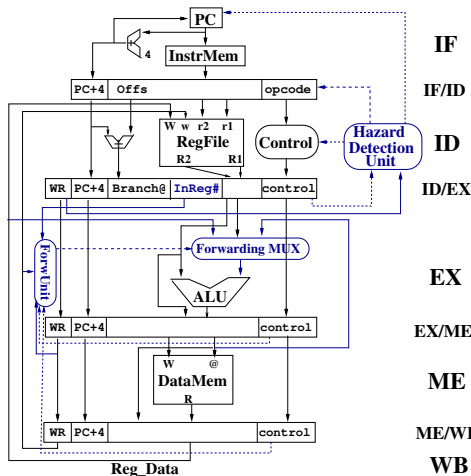 PC
IF
4
InstrMem
PC+4 Offs opcode IF/ID
W w r2 r1
RegFile
R2 R1
Control
Hazard
Detection
Unit
ID
WR PC+4 Branch@ InReg# control ID/EX
Forwarding MUX
ForwUnit
EX
ALU
WR PC+4 control EX/ME
W @
DataMem
R
ME
WR PC+4 control ME/WI
Reg_Data
WB